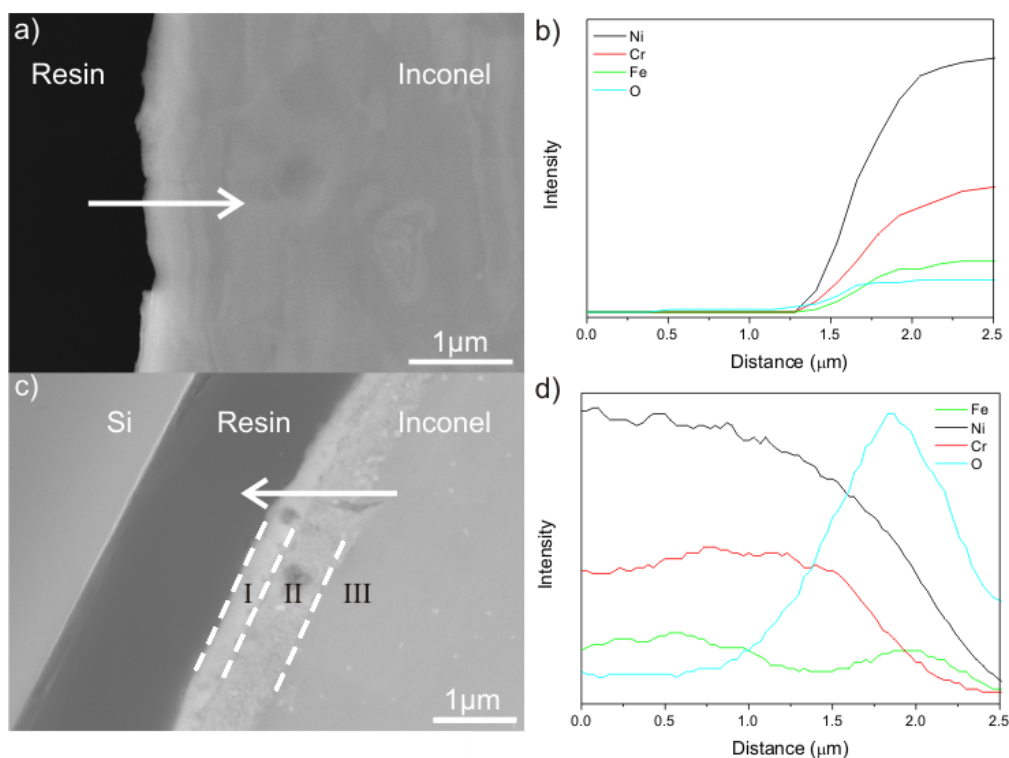 a)
Resin
Inconel
1μm
b)
Ni
Cr
Fe
O
Intensity
0.0 0.5 1.0 1.5 2.0 2.5
Distance (μm)
c)
Si
Resin
Inconel
I
II
III
1μm
d)
Fe
Ni
Cr
O
Intensity
0.0 0.5 1.0 1.5 2.0 2.5
Distance (μm)